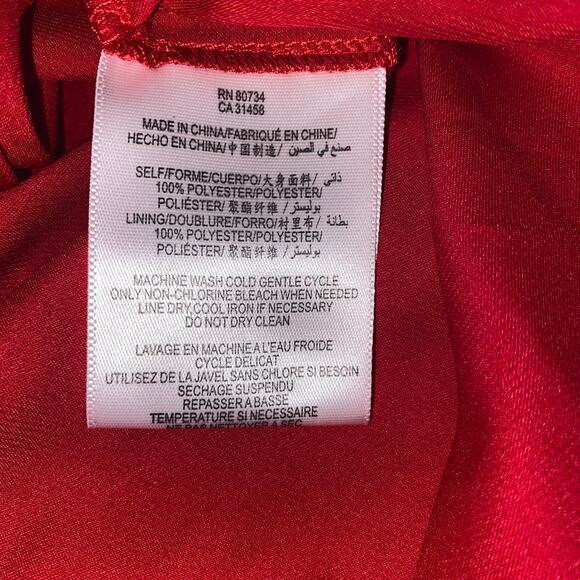 RN 80734
CA 31458
MADE IN CHINA/FABRIQUÉ EN CHINE/
HECHO EN CHINA/中国制造/ صنع في الصين
SELF/FORME/CUERPO/大身面料/ ذاتي
100% POLYESTER/POLYESTER/
POLIÉSTER/聚酯纤维/بوليستر
LINING/DOUBLURE/FORRO/衬里布/ بطانة
100% POLYESTER/POLYESTER/
POLIÉSTER/聚酯纤维/بوليستر
MACHINE WASH COLD GENTLE CYCLE
ONLY NON-CHLORINE BLEACH WHEN NEEDED
LINE DRY,COOL IRON IF NECESSARY
DO NOT DRY CLEAN
LAVAGE EN MACHINE A L'EAU FROIDE
CYCLE DELICAT
UTILISEZ DE LA JAVEL SANS CHLORE SI BESOIN
SECHAGE SUSPENDU
REPASSER A BASSE
TEMPERATURE SI NECESSAIRE
NE PAS NETTOYER A SEC